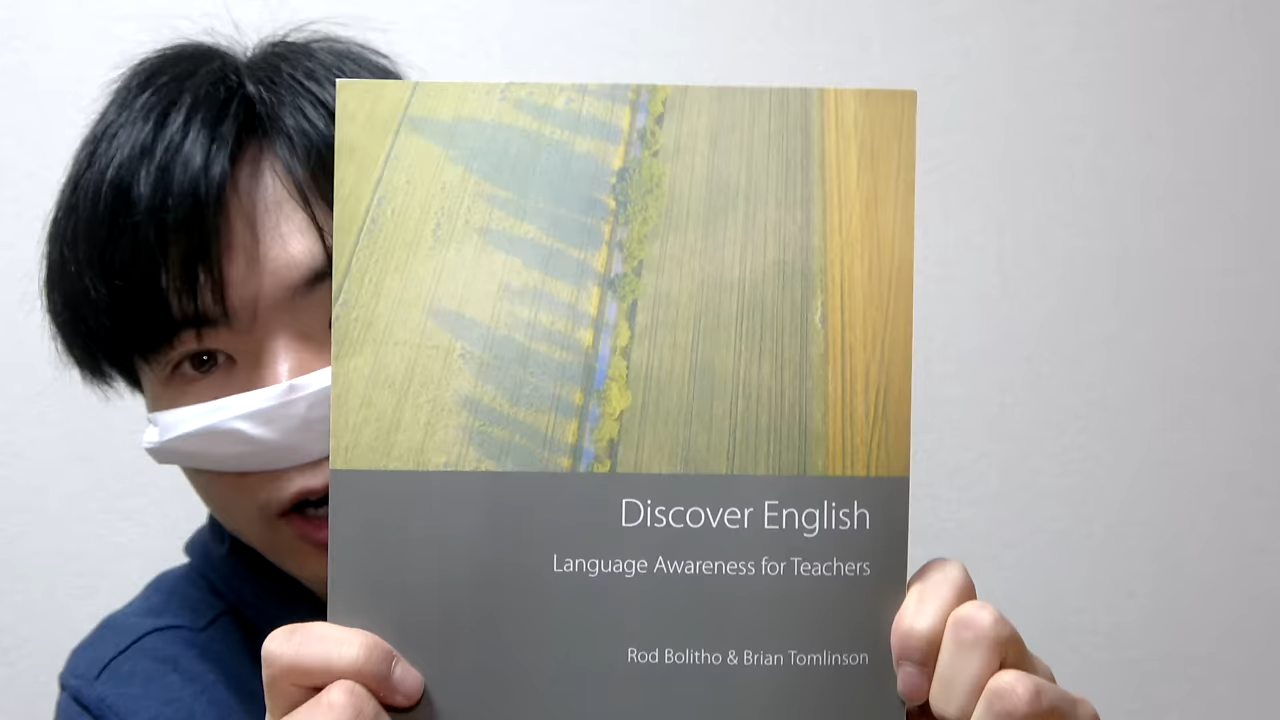 Discover English
Language Awareness for Teachers
Rod Bolitho & Brian Tomlinson